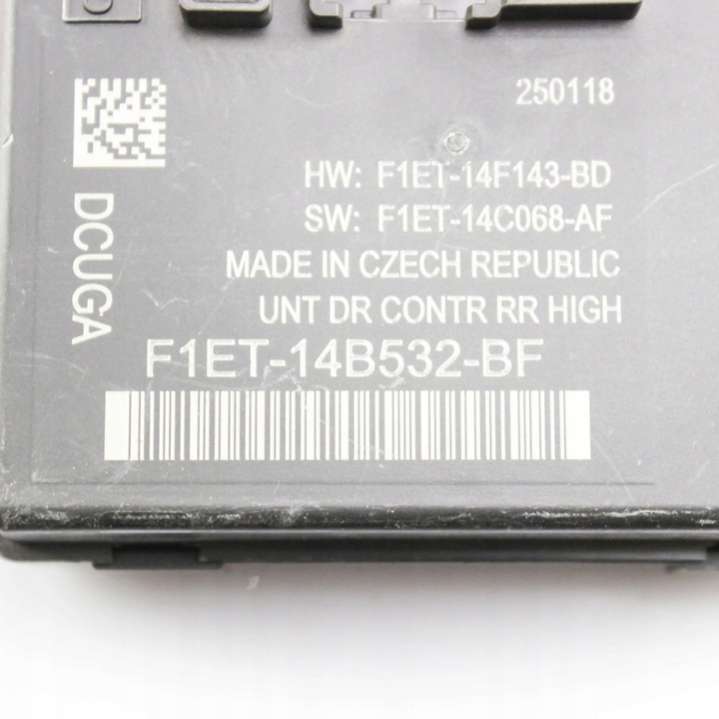 250118
HW: F1ET-14F143-BD
SW: F1ET-14C068-AF
MADE IN CZECH REPUBLIC
UNT DR CONTR RR HIGH
DCUGA
F1ET-14B532-BF